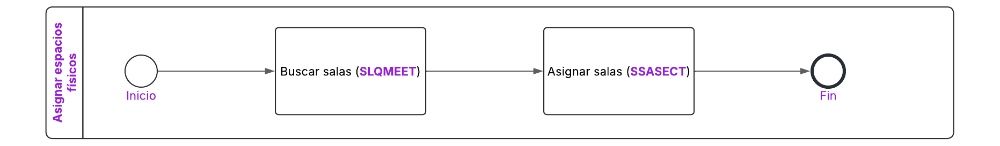 Asignar espacios
físicos
Inicio
Buscar salas (SLQMEET)
Asignar salas (SSASECT)
Fin